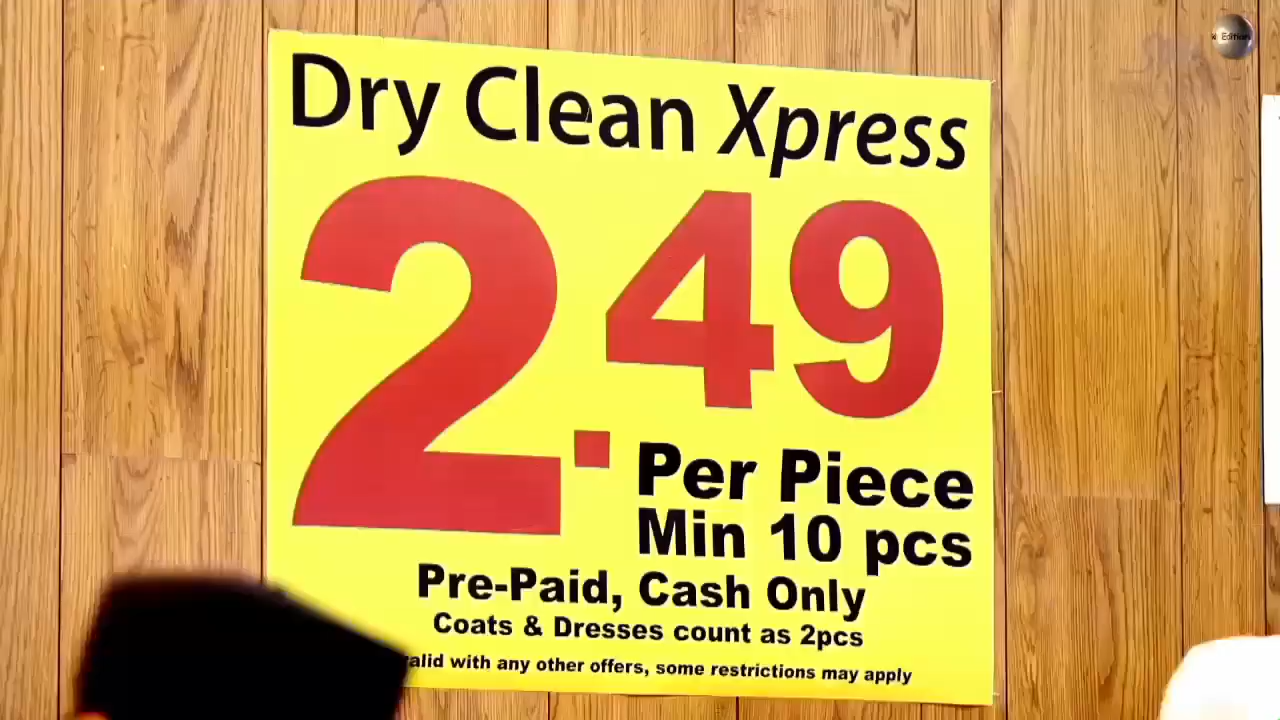 Dry Clean Xpress
2.49
Per Piece
Min 10 pcs
Pre-Paid, Cash Only
Coats & Dresses count as 2pcs
with any other offers, some restrictions may apply
Edition